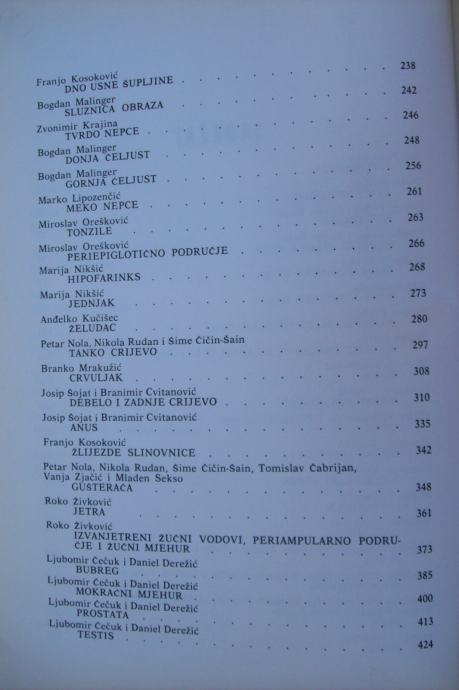 Franjo Kosoković
DNO USNE ŠUPLJINE . . . . . . . . . . 238
Bogdan Malinger
SLUZNICA OBRAZA . . . . . . . . . . 242
Zvonimir Krajina
TVRDO NEPCE . . . . . . . . . . 246
Bogdan Malinger
DONJA ČELJUST . . . . . . . . . . 248
Bogdan Malinger
GORNJA ČELJUST . . . . . . . . . . 256
Marko Lipozenčić
MEKO NEPCE . . . . . . . . . . 261
Miroslav Orešković
TONZILE . . . . . . . . . . 263
Miroslav Orešković
PERIEPIGLOTIČNO PODRUČJE . . . . . . . . . . 266
Marija Nikšić
HIPOFARINKS . . . . . . . . . . 268
Marija Nikšić
JEDNJAK . . . . . . . . . . 273
Anđelko Kučišec
ŽELUDAC . . . . . . . . . . 280
Petar Nola, Nikola Rudan i Šime Čičin-Šain
TANKO CRIJEVO . . . . . . . . . . 297
Branko Mrakužić
CRVULJAK . . . . . . . . . . 308
Josip Šojat i Branimir Cvitanović
DEBELO I ZADNJE CRIJEVO . . . . . . . . . . 310
Josip Šojat i Branimir Cvitanović
ANUS . . . . . . . . . . 335
Franjo Kosoković
ŽLIJEZDE SLINOVNICE . . . . . . . . . . 342
Petar Nola, Nikola Rudan, Šime Čičin-Šain, Tomislav Čabrijan,
Vanja Zjačić i Mladen Sekso
GUŠTERAČA . . . . . . . . . . 348
Roko Živković
JETRA . . . . . . . . . . 361
Roko Živković
IZVANJETRENI ŽUČNI VODOVI, PERIAMPULARNO PODRU-
ČJE I ŽUČNI MJEHUR . . . . . . . . . . 373
Ljubomir Čečuk i Daniel Derežić
BUBREG . . . . . . . . . . 385
Ljubomir Čečuk i Daniel Derežić
MOKRAĆNI MJEHUR . . . . . . . . . . 400
Ljubomir Čečuk i Daniel Derežić
PROSTATA . . . . . . . . . . 413
Ljubomir Čečuk i Daniel Derežić
TESTIS . . . . . . . . . . 424